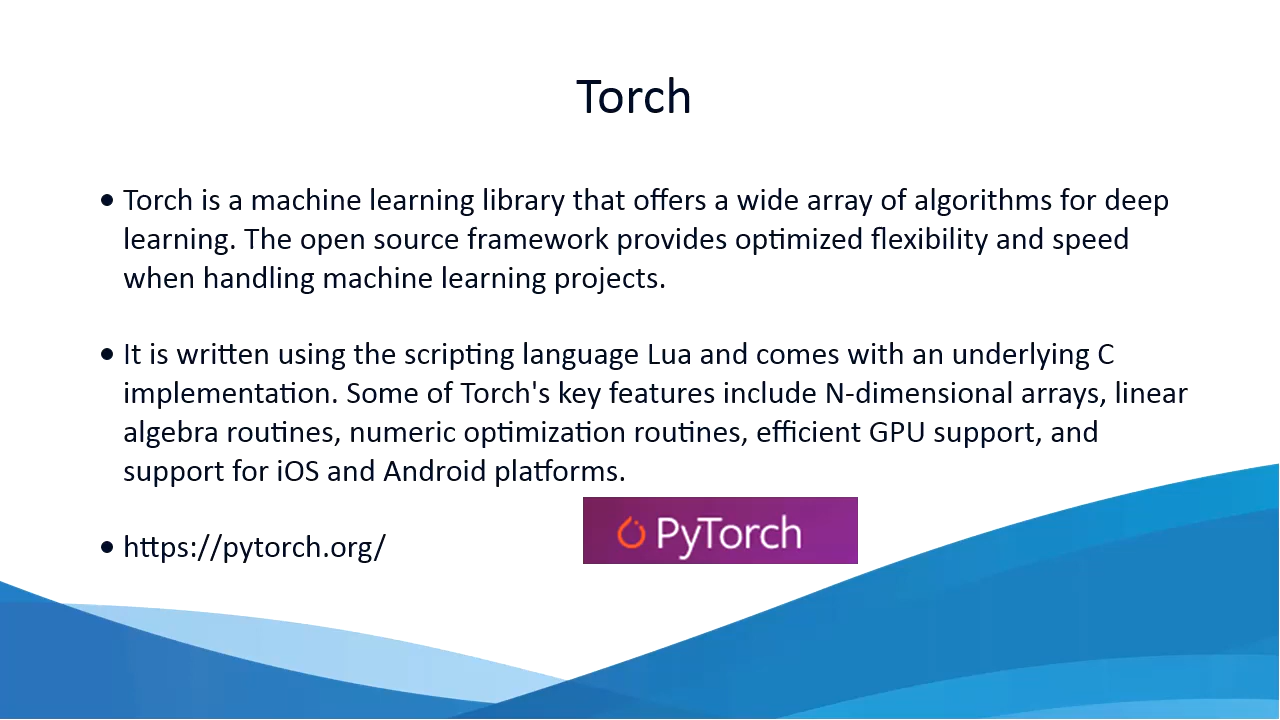 Torch
• Torch is a machine learning library that offers a wide array of algorithms for deep
learning. The open source framework provides optimized flexibility and speed
when handling machine learning projects.
• It is written using the scripting language Lua and comes with an underlying C
implementation. Some of Torch's key features include N-dimensional arrays, linear
algebra routines, numeric optimization routines, efficient GPU support, and
support for iOS and Android platforms.
• https://pytorch.org/
PyTorch